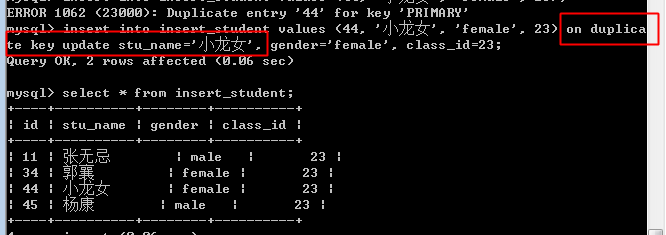 ERROR 1062 (23000): Duplicate entry '44' for key 'PRIMARY'
mysql> insert into insert_student values (44, '小龙女', 'female', 23) on duplica
te key update stu_name='小龙女', gender='female', class_id=23;
Query OK, 2 rows affected (0.06 sec)
mysql> select * from insert_student;
+----+----------+--------+----------+
| id | stu_name | gender | class_id |
+----+----------+--------+----------+
| 11 | 张无忌 | male | 23 |
| 34 | 郭襄 | female | 23 |
| 44 | 小龙女 | female | 23 |
| 45 | 杨康 | male | 23 |
+----+----------+--------+----------+